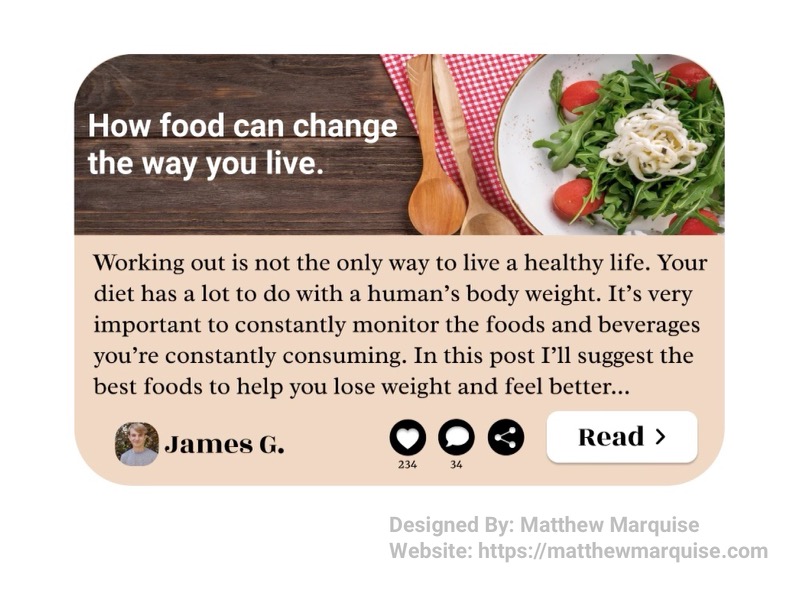 How food can change
the way you live.
Working out is not the only way to live a healthy life. Your
diet has a lot to do with a human’s body weight. It’s very
important to constantly monitor the foods and beverages
you’re constantly consuming. In this post I’ll suggest the
best foods to help you lose weight and feel better...
James G.
234
34
Read
Designed By: Matthew Marquise
Website: https://matthewmarquise.com